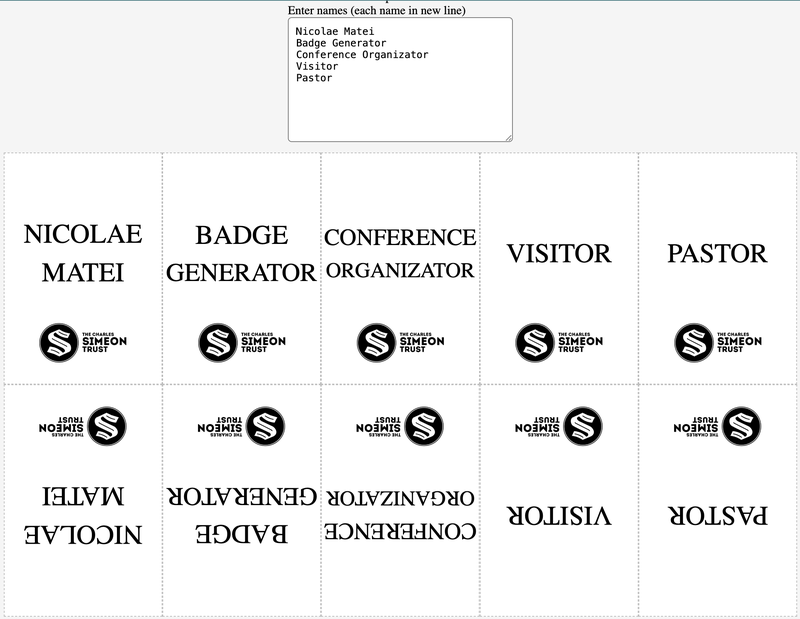 Enter names (each name in new line)
Nicolae Matei
Badge Generator
Conference Organizator
Visitor
Pastor
NICOLAE
MATEI
THE CHARLES
SIMEON
TRUST
BADGE
GENERATOR
THE CHARLES
SIMEON
TRUST
CONFERENCE
ORGANIZATOR
THE CHARLES
SIMEON
TRUST
VISITOR
THE CHARLES
SIMEON
TRUST
PASTOR
THE CHARLES
SIMEON
TRUST
NICOLAE
MATEI
THE CHARLES
SIMEON
TRUST
BADGE
GENERATOR
THE CHARLES
SIMEON
TRUST
CONFERENCE
ORGANIZATOR
THE CHARLES
SIMEON
TRUST
VISITOR
THE CHARLES
SIMEON
TRUST
PASTOR
THE CHARLES
SIMEON
TRUST